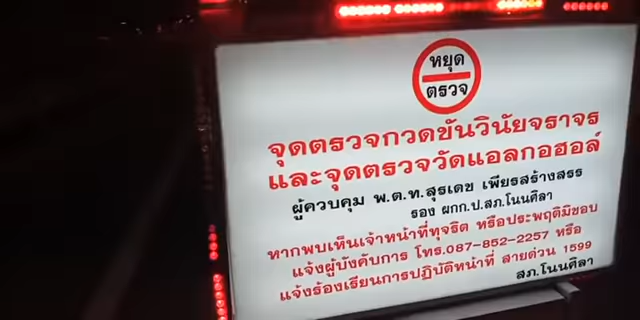 หยุด
ตรวจ
จุดตรวจกวดขันวินัยจราจร
และจุดตรวจวัดแอลกอฮอล์
ผู้ควบคุม พ.ต.ท.สุรเดช เพียรสร้างสรร
รอง ผกก.ป.สภ.โนนศิลา
หากพบเห็นเจ้าหน้าที่ทุจริต หรือประพฤติมิชอบ
แจ้งผู้บังคับการ โทร.087-852-2257 หรือ
แจ้งร้องเรียนการปฏิบัติหน้าที่ สายด่วน 1599
สภ.โนนศิลา